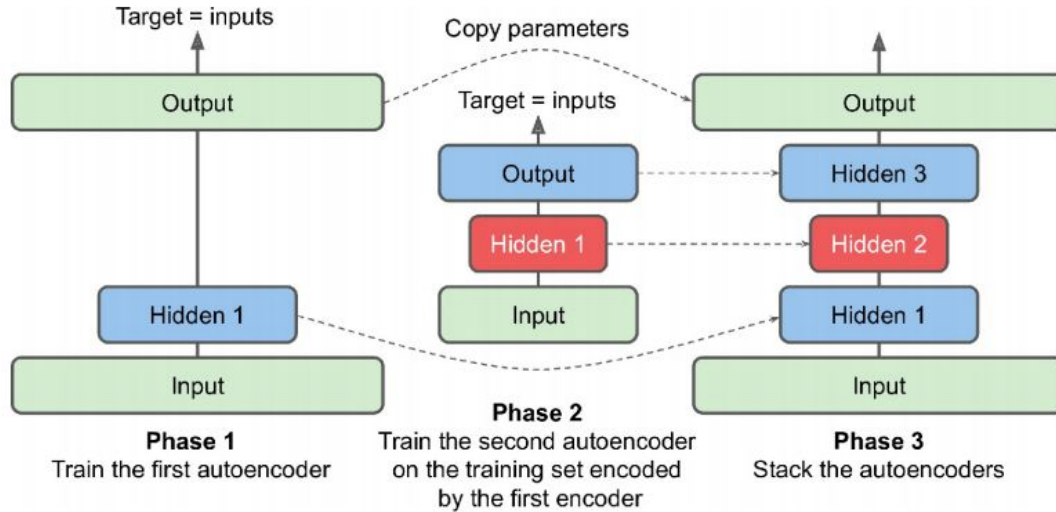 Target = inputs
Copy parameters
Output
Target = inputs
Output
Output
Hidden 3
Hidden 1
Hidden 2
Hidden 1
Input
Hidden 1
Input
Input
Phase 1
Train the first autoencoder
Phase 2
Train the second autoencoder
on the training set encoded
by the first encoder
Phase 3
Stack the autoencoders